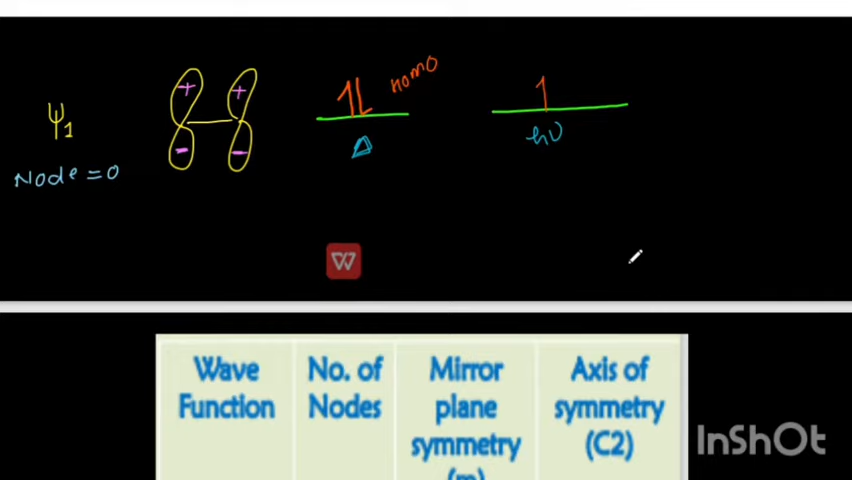 + + 1L HOMO 1
ψ1
- - Δ hν
Node = 0
W
Wave Function
No. of Nodes
Mirror plane symmetry (m)
Axis of symmetry (C2)
InShOt